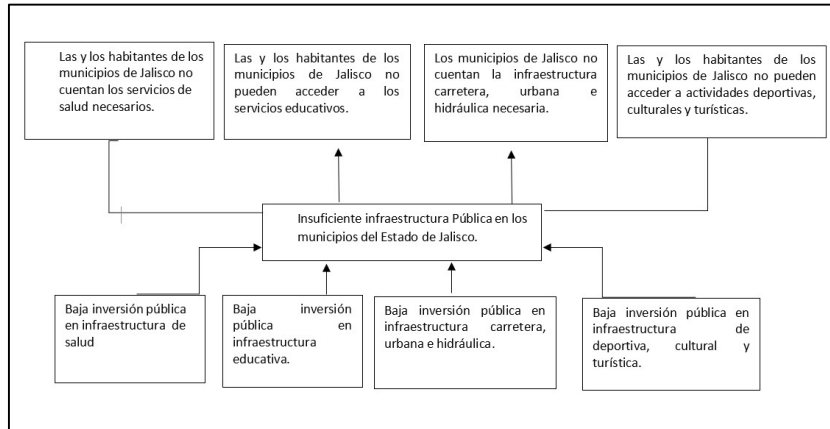 Las y los habitantes de los
municipios de Jalisco no
cuentan los servicios de
salud necesarios.
Las y los habitantes de los
municipios de Jalisco no
pueden acceder a los
servicios educativos.
Los municipios de Jalisco no
cuentan la infraestructura
carretera, urbana e
hidráulica necesaria.
Las y los habitantes de los
municipios de Jalisco no pueden
acceder a actividades deportivas,
culturales y turísticas.
Insuficiente infraestructura Pública en los
municipios del Estado de Jalisco.
Baja inversión pública
en infraestructura de
salud
Baja inversión
pública en
infraestructura
educativa.
Baja inversión pública en
infraestructura carretera,
urbana e hidráulica.
Baja inversión pública en
infraestructura de
deportiva, cultural y
turística.